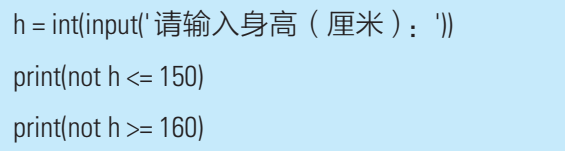 h = int(input('请输入身高（厘米）：'))
print(not h <= 150)
print(not h >= 160)